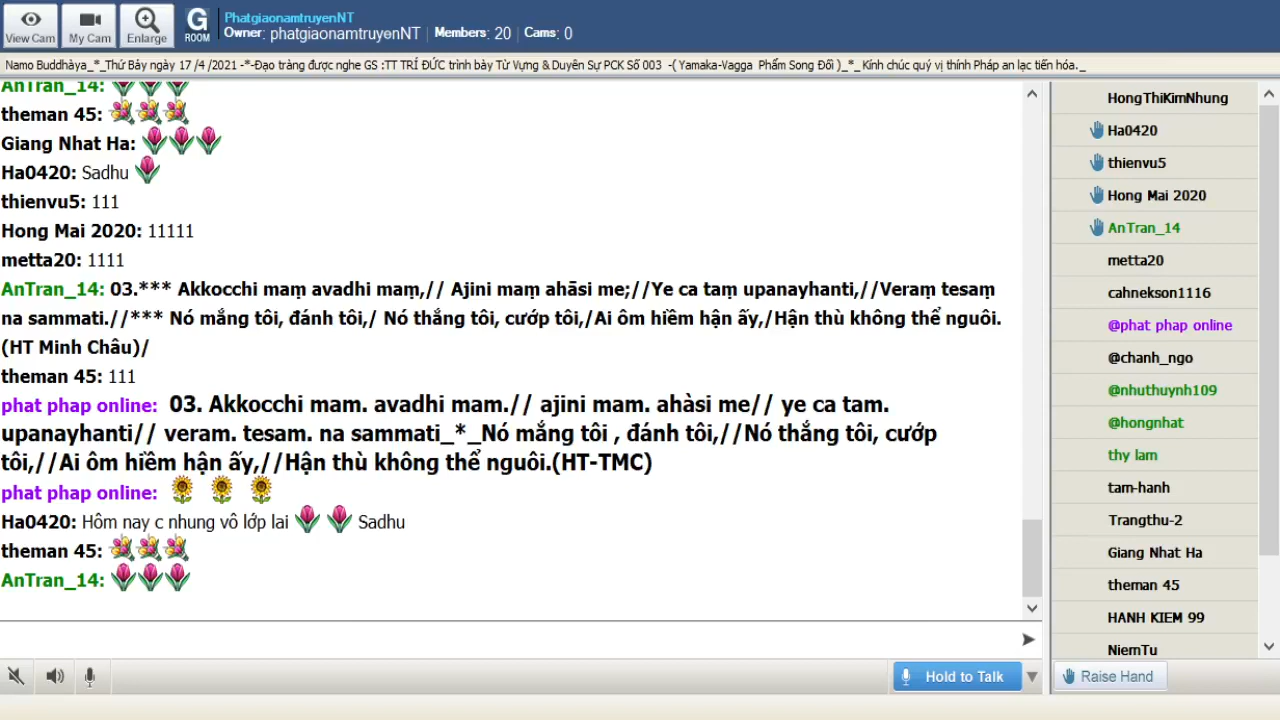 View Cam
My Cam
Enlarge
G
ROOM
PhatgiaonamtruyenNT
Owner: phatgiaonamtruyenNT | Members: 20 | Cams: 0
Namo Buddhàya_*_Thứ Bảy ngày 17 /4 /2021 -*-Đạo tràng được nghe GS :TT TRÍ ĐỨC trình bày Từ Vựng & Duyên Sự PCK Số 003 -( Yamaka-Vagga Phẩm Song Đối )_*_ Kính chúc quý vị thính Pháp an lạc tiến hóa._
AnTran_14:
theman 45:
Giang Nhat Ha:
Ha0420: Sadhu
thienvu5: 111
Hong Mai 2020: 11111
metta20: 1111
AnTran_14: 03.*** Akkocchi maṃ avadhi maṃ,// Ajini maṃ ahāsi me;//Ye ca taṃ upanayhanti,//Veraṃ tesaṃ
na sammati.//*** Nó mắng tôi, đánh tôi,/ Nó thắng tôi, cướp tôi,/Ai ôm hiềm hận ấy,/Hận thù không thể nguôi.
(HT Minh Châu)/
theman 45: 111
phat phap online: 03. Akkocchi mam. avadhi mam.// ajini mam. ahàsi me// ye ca tam.
upanayhanti// veram. tesam. na sammati_*_Nó mắng tôi , đánh tôi,//Nó thắng tôi, cướp
tôi,//Ai ôm hiềm hận ấy,//Hận thù không thể nguôi.(HT-TMC)
phat phap online:
Ha0420: Hôm nay c nhung vô lớp lai Sadhu
theman 45:
AnTran_14:
HongThiKimNhung
Ha0420
thienvu5
Hong Mai 2020
AnTran_14
metta20
cahnekson1116
@phat phap online
@chanh_ngo
@nhuthuynh109
@hongnhat
thy lam
tam-hanh
Trangthu-2
Giang Nhat Ha
theman 45
HANH KIEM 99
NiemTu
Hold to Talk
Raise Hand